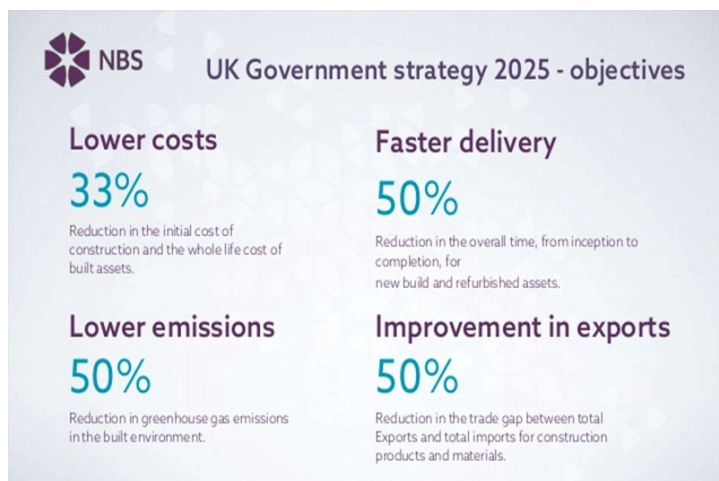 NBS
UK Government strategy 2025 - objectives
Lower costs
33%
Reduction in the initial cost of
construction and the whole life cost of
built assets.
Faster delivery
50%
Reduction in the overall time, from inception to
completion, for
new build and refurbished assets.
Lower emissions
50%
Reduction in greenhouse gas emissions
in the built environment.
Improvement in exports
50%
Reduction in the trade gap between total
Exports and total imports for construction
products and materials.